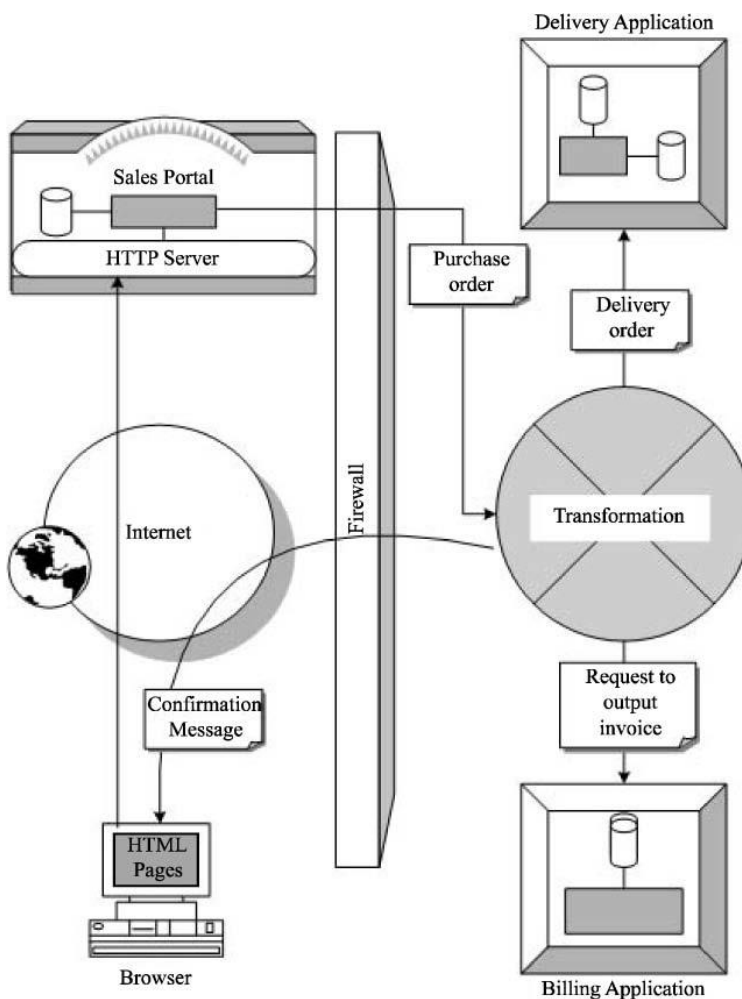 Delivery Application
Sales Portal
HTTP Server
Purchase
order
Delivery
order
Internet
Firewall
Transformation
Confirmation
Message
Request to
output
invoice
HTML
Pages
Browser
Billing Application